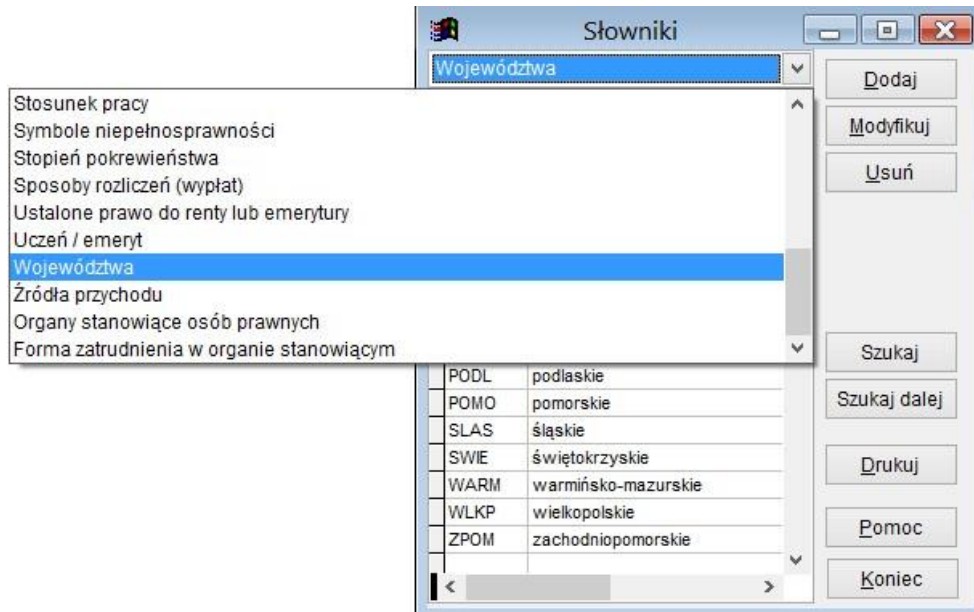 Słowniki
Województwa
Dodaj
Modyfikuj
Usuń
Stosunek pracy
Symbole niepełnosprawności
Stopień pokrewieństwa
Sposoby rozliczeń (wypłat)
Ustalone prawo do renty lub emerytury
Uczeń / emeryt
Województwa
Źródła przychodu
Organy stanowiące osób prawnych
Forma zatrudnienia w organie stanowiącym
PODL podlaskie
POMO pomorskie
SLAS śląskie
SWIE świętokrzyskie
WARM warmińsko-mazurskie
WLKP wielkopolskie
ZPOM zachodniopomorskie
Szukaj
Szukaj dalej
Drukuj
Pomoc
Koniec